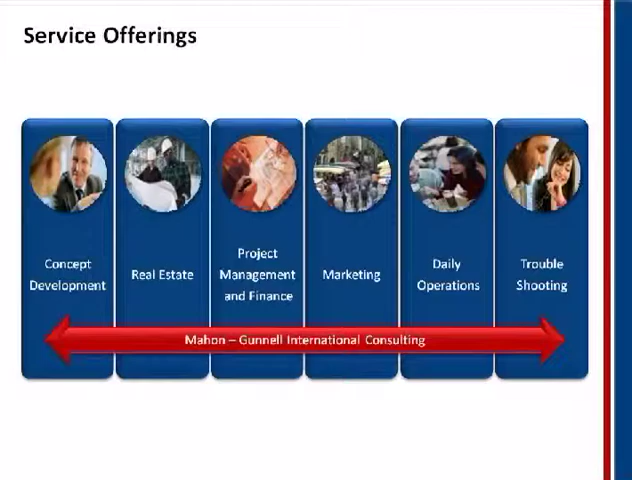 Service Offerings
Concept
Development
Real Estate
Project
Management
and Finance
Marketing
Daily
Operations
Trouble
Shooting
Mahon – Gunnell International Consulting